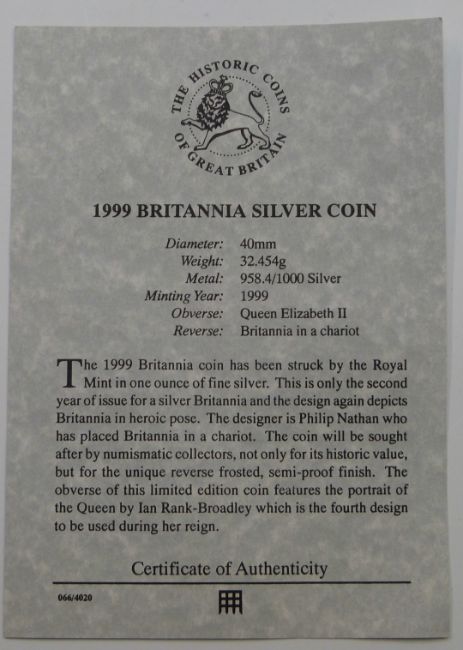 THE HISTORIC COINS
OF GREAT BRITAIN
1999 BRITANNIA SILVER COIN
Diameter: 40mm
Weight: 32.454g
Metal: 958.4/1000 Silver
Minting Year: 1999
Obverse: Queen Elizabeth II
Reverse: Britannia in a chariot
The 1999 Britannia coin has been struck by the Royal
Mint in one ounce of fine silver. This is only the second
year of issue for a silver Britannia and the design again depicts
Britannia in heroic pose. The designer is Philip Nathan who
has placed Britannia in a chariot. The coin will be sought
after by numismatic collectors, not only for its historic value,
but for the unique reverse frosted, semi-proof finish. The
obverse of this limited edition coin features the portrait of
the Queen by Ian Rank-Broadley which is the fourth design
to be used during her reign.
Certificate of Authenticity
066/4020